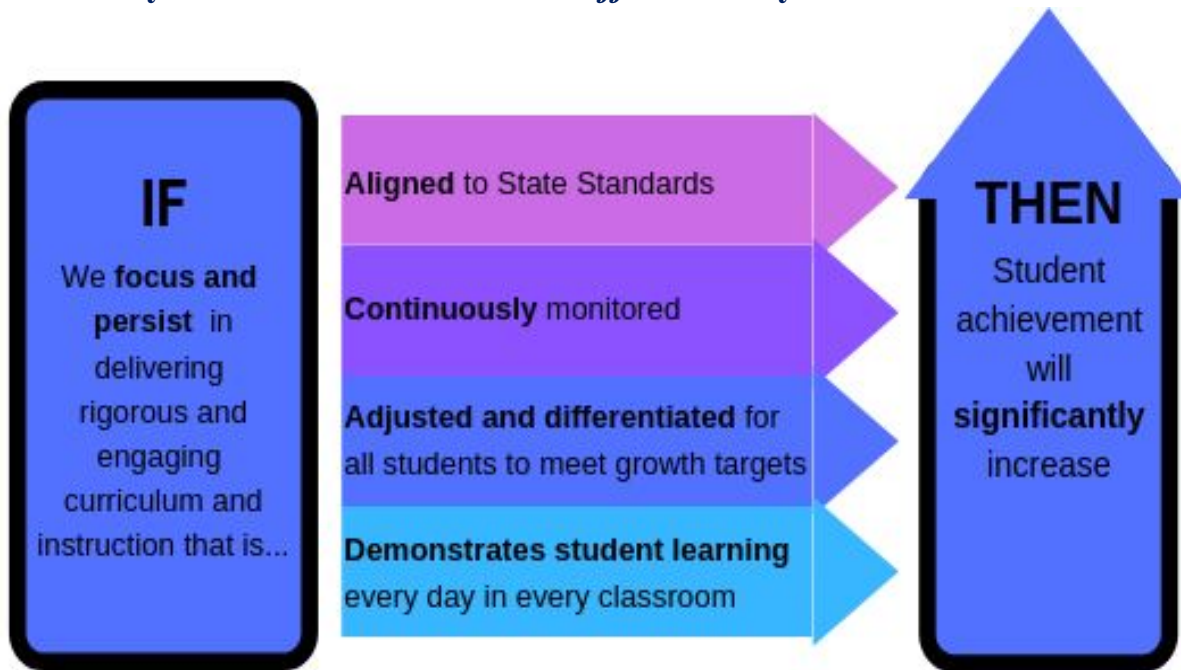 IF
We focus and
persist in
delivering
rigorous and
engaging
curriculum and
instruction that is...
Aligned to State Standards
Continuously monitored
Adjusted and differentiated for
all students to meet growth targets
Demonstrates student learning
every day in every classroom
THEN
Student
achievement
will
significantly
increase